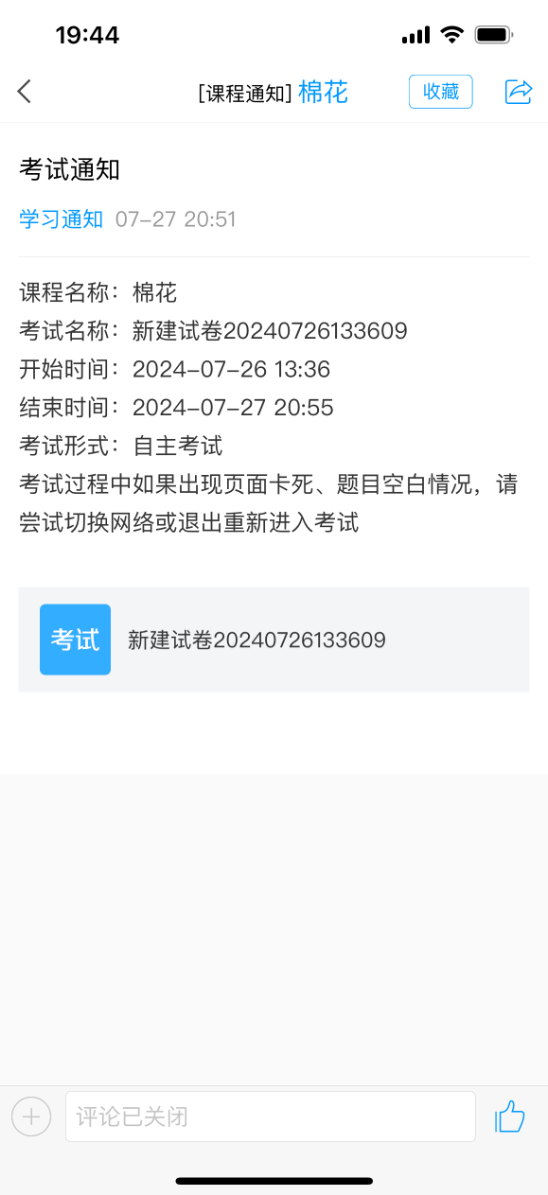 19:44
[课程通知] 棉花
收藏
考试通知
学习通知 07-27 20:51
课程名称：棉花
考试名称：新建试卷20240726133609
开始时间：2024-07-26 13:36
结束时间：2024-07-27 20:55
考试形式：自主考试
考试过程中如果出现页面卡死、题目空白情况，请
尝试切换网络或退出重新进入考试
考试 新建试卷20240726133609
评论已关闭